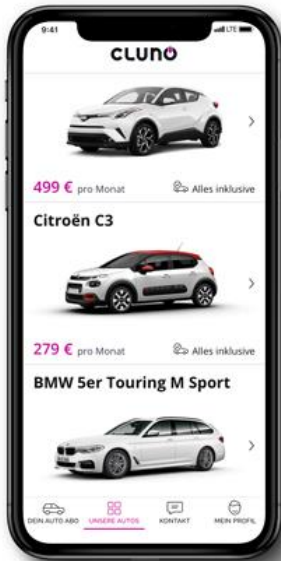 9:41 LTE
CLUNO
499 € pro Monat Alles inklusive
Citroën C3
279 € pro Monat Alles inklusive
BMW 5er Touring M Sport
DEIN AUTO ABO UNSERE AUTOS KONTAKT MEIN PROFIL